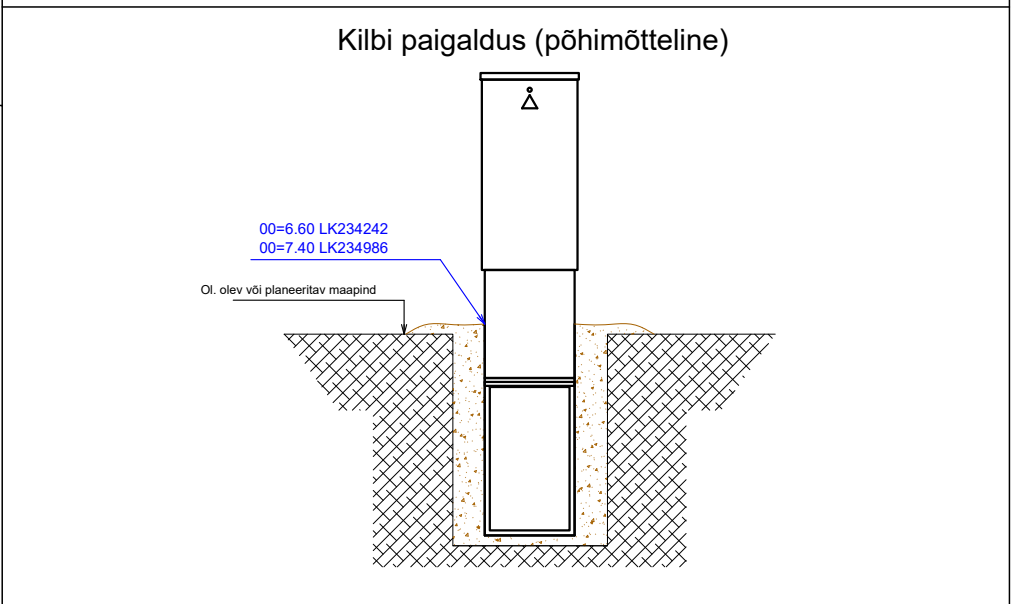 Kilbi paigaldus (põhimõtteline)
00=6.60 LK234242
00=7.40 LK234986
Ol. olev või planeeritav maapind